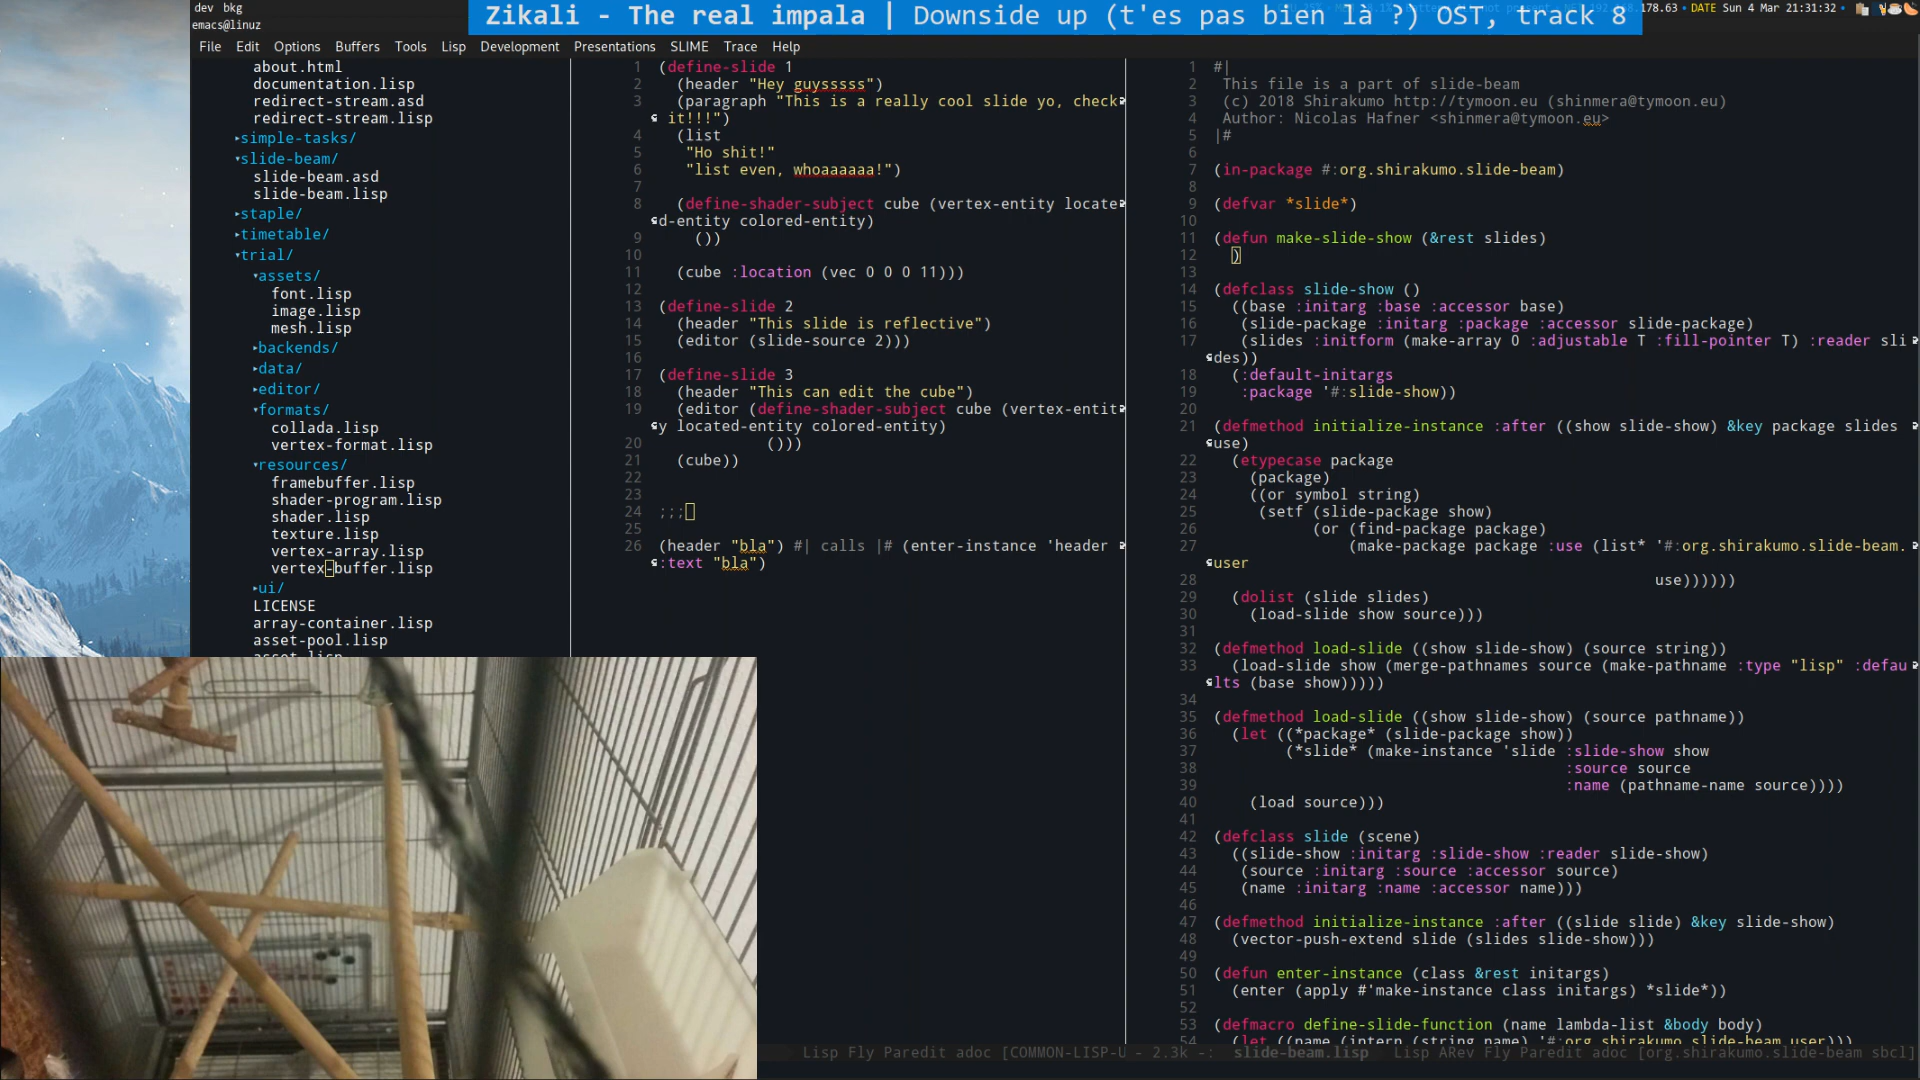 dev bkg
emacs@linuz
Zikali - The real impala | Downside up (t'es pas bien là ?) OST, track 8
.178.63 • DATE Sun 4 Mar 21:31:32 •
File Edit Options Buffers Tools Lisp Development Presentations SLIME Trace Help
about.html
documentation.lisp
redirect-stream.asd
redirect-stream.lisp
▸simple-tasks/
▾slide-beam/
slide-beam.asd
slide-beam.lisp
▸staple/
▸timetable/
▾trial/
▾assets/
font.lisp
image.lisp
mesh.lisp
▸backends/
▸data/
▸editor/
▾formats/
collada.lisp
vertex-format.lisp
▾resources/
framebuffer.lisp
shader-program.lisp
shader.lisp
texture.lisp
vertex-array.lisp
vertex-buffer.lisp
▸ui/
LICENSE
array-container.lisp
asset-pool.lisp
asset.lisp
1 (define-slide 1
2 (header "Hey guysssss")
3 (paragraph "This is a really cool slide yo, check
it!!!")
4 (list
5 "Ho shit!"
6 "list even, whoaaaaaa!")
7
8 (define-shader-subject cube (vertex-entity locate
d-entity colored-entity)
9 ())
10
11 (cube :location (vec 0 0 0 11)))
12
13 (define-slide 2
14 (header "This slide is reflective")
15 (editor (slide-source 2)))
16
17 (define-slide 3
18 (header "This can edit the cube")
19 (editor (define-shader-subject cube (vertex-entit
y located-entity colored-entity)
20 ()))
21 (cube))
22
23
24 ;;;
25
26 (header "bla") #| calls |# (enter-instance 'header
:text "bla")
1 #|
2 This file is a part of slide-beam
3 (c) 2018 Shirakumo http://tymoon.eu (shinmera@tymoon.eu)
4 Author: Nicolas Hafner <shinmera@tymoon.eu>
5 |#
6
7 (in-package #:org.shirakumo.slide-beam)
8
9 (defvar *slide*)
10
11 (defun make-slide-show (&rest slides)
12 )
13
14 (defclass slide-show ()
15 ((base :initarg :base :accessor base)
16 (slide-package :initarg :package :accessor slide-package)
17 (slides :initform (make-array 0 :adjustable T :fill-pointer T) :reader sli
des))
18 (:default-initargs
19 :package '#:slide-show))
20
21 (defmethod initialize-instance :after ((show slide-show) &key package slides
use)
22 (etypecase package
23 (package)
24 ((or symbol string)
25 (setf (slide-package show)
26 (or (find-package package)
27 (make-package package :use (list* '#:org.shirakumo.slide-beam.
user
28 use))))))
29 (dolist (slide slides)
30 (load-slide show source)))
31
32 (defmethod load-slide ((show slide-show) (source string))
33 (load-slide show (merge-pathnames source (make-pathname :type "lisp" :defau
lts (base show)))))
34
35 (defmethod load-slide ((show slide-show) (source pathname))
36 (let ((*package* (slide-package show))
37 (*slide* (make-instance 'slide :slide-show show
38 :source source
39 :name (pathname-name source))))
40 (load source)))
41
42 (defclass slide (scene)
43 ((slide-show :initarg :slide-show :reader slide-show)
44 (source :initarg :source :accessor source)
45 (name :initarg :name :accessor name)))
46
47 (defmethod initialize-instance :after ((slide slide) &key slide-show)
48 (vector-push-extend slide (slides slide-show)))
49
50 (defun enter-instance (class &rest initargs)
51 (enter (apply #'make-instance class initargs) *slide*))
52
53 (defmacro define-slide-function (name lambda-list &body body)
54 (let ((name (intern (string name) '#:org.shirakumo.slide-beam.user)))
Lisp Fly Paredit adoc [COMMON-LISP-U - 2.3k -: slide-beam.lisp Lisp ARev Fly Paredit adoc [org.shirakumo.slide-beam sbcl]